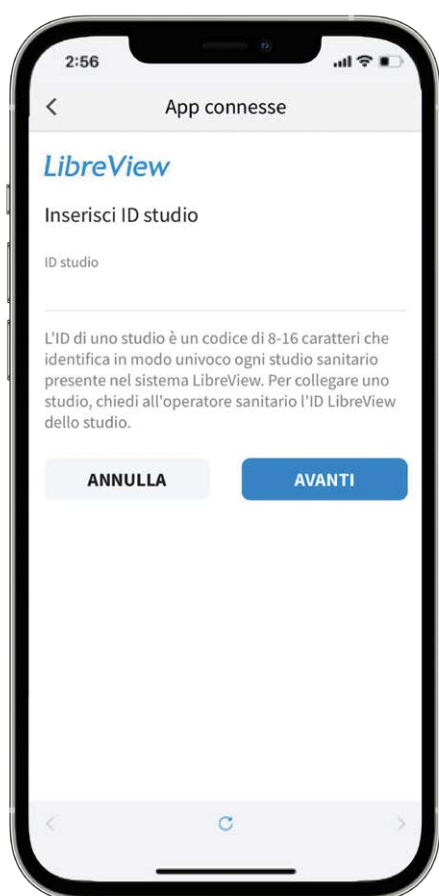 2:56
App connesse
LibreView
Inserisci ID studio
ID studio
L'ID di uno studio è un codice di 8-16 caratteri che
identifica in modo univoco ogni studio sanitario
presente nel sistema LibreView. Per collegare uno
studio, chiedi all'operatore sanitario l'ID LibreView
dello studio.
ANNULLA AVANTI